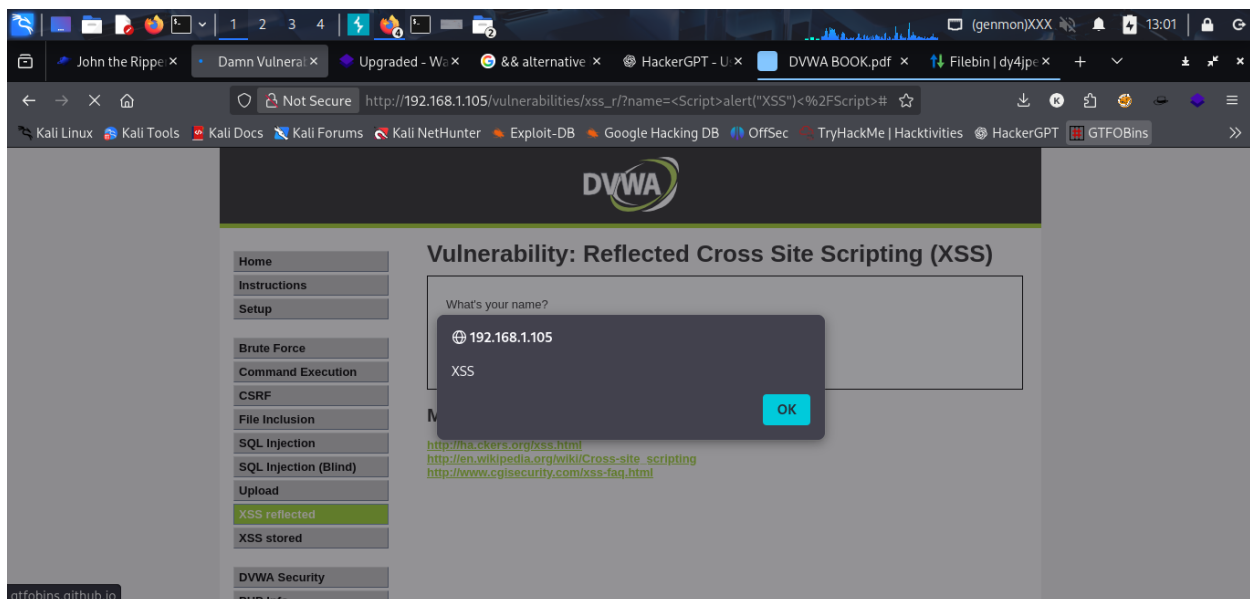 1 2 3 4 (genmon)XXX 13:01
John the Rippe Damn Vulneral Upgraded - Wa && alternative HackerGPT - U DVWA BOOK.pdf Filebin | dy4jpe
Not Secure http://192.168.1.105/vulnerabilities/xss_r/?name=<Script>alert("XSS")<%2FScript>#
Kali Linux Kali Tools Kali Docs Kali Forums Kali NetHunter Exploit-DB Google Hacking DB OffSec TryHackMe | Hacktivities HackerGPT GTFOBins
DVWA
Vulnerability: Reflected Cross Site Scripting (XSS)
What's your name?
192.168.1.105
XSS
OK
M
http://ha.ckers.org/xss.html
http://en.wikipedia.org/wiki/Cross-site_scripting
http://www.cgisecurity.com/xss-faq.html
Home
Instructions
Setup
Brute Force
Command Execution
CSRF
File Inclusion
SQL Injection
SQL Injection (Blind)
Upload
XSS reflected
XSS stored
DVWA Security
gtfobins.github.io